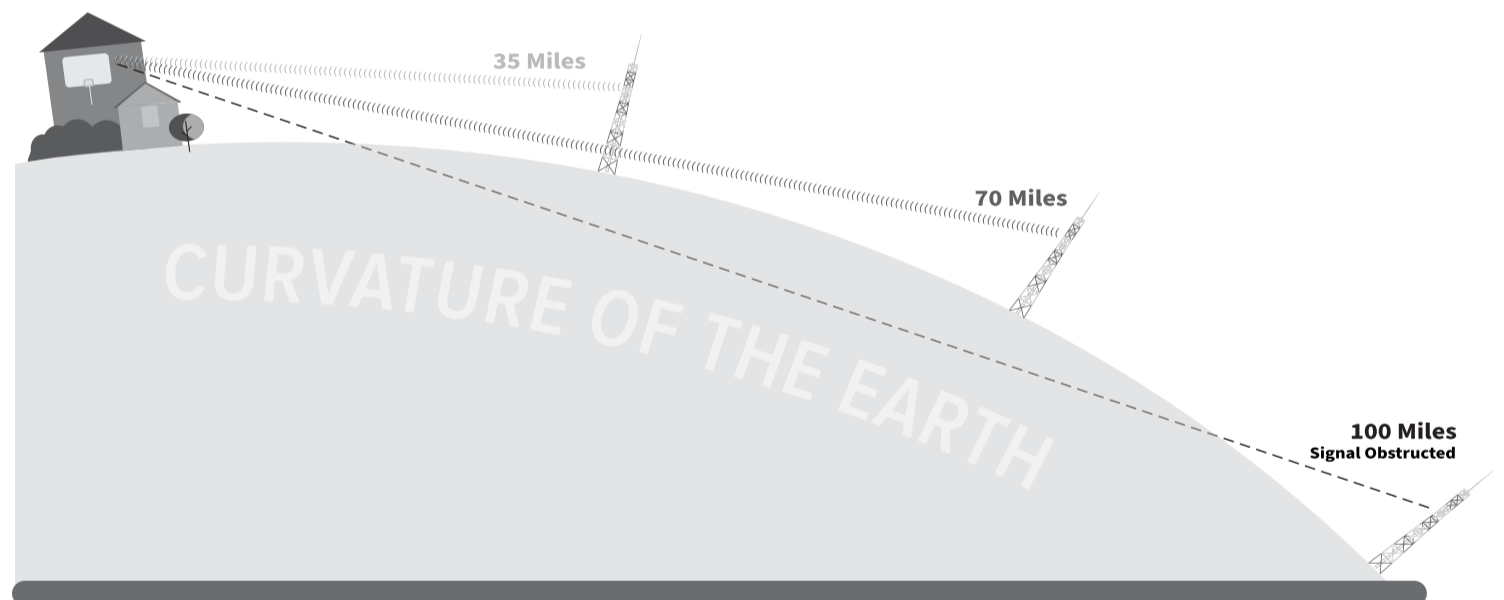 35 Miles
70 Miles
CURVATURE OF THE EARTH
100 Miles
Signal Obstructed